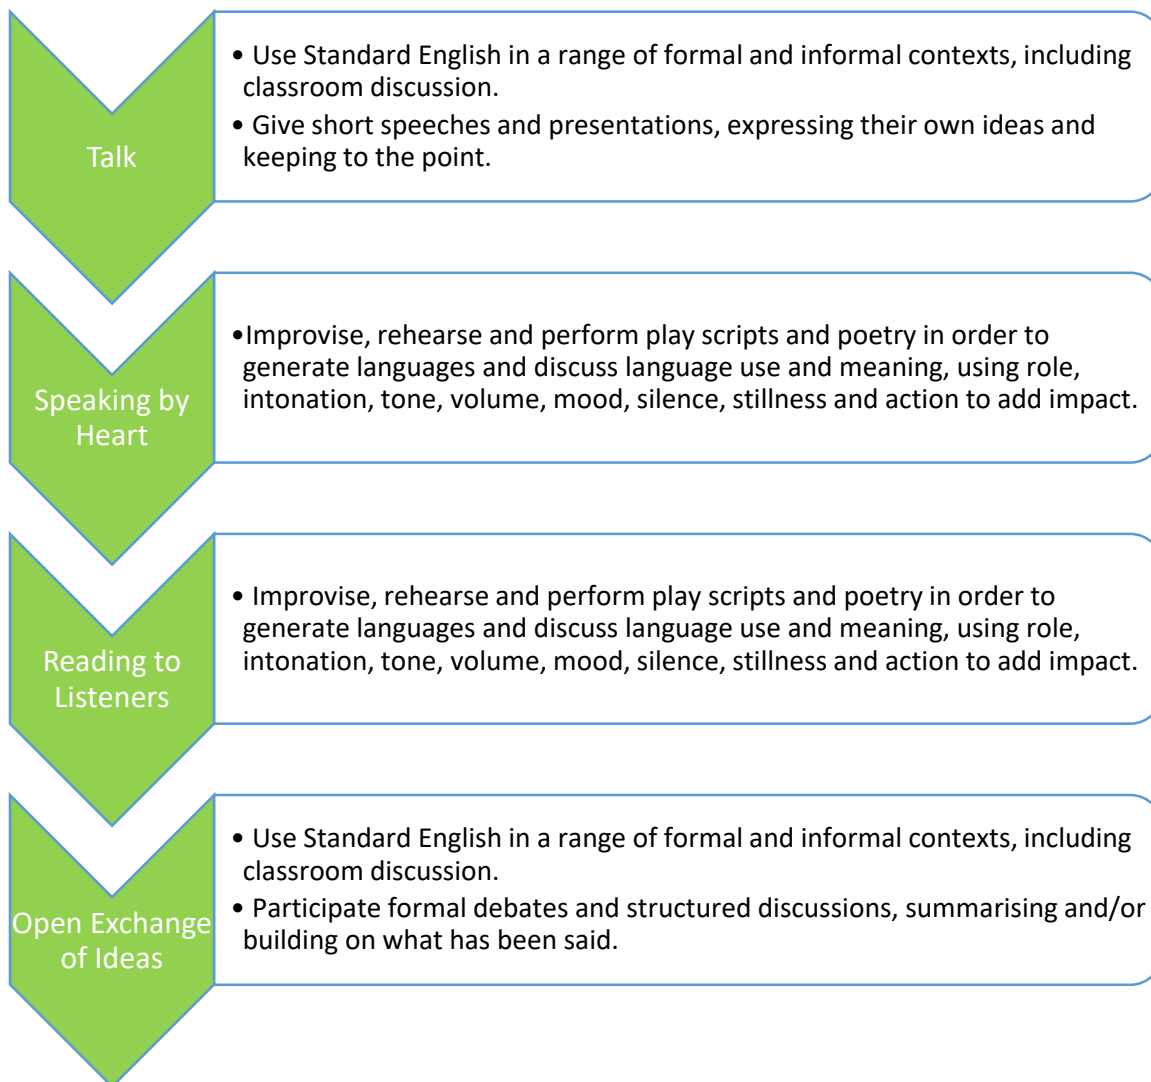 Talk
• Use Standard English in a range of formal and informal contexts, including
classroom discussion.
• Give short speeches and presentations, expressing their own ideas and
keeping to the point.
Speaking by
Heart
•Improvise, rehearse and perform play scripts and poetry in order to
generate languages and discuss language use and meaning, using role,
intonation, tone, volume, mood, silence, stillness and action to add impact.
Reading to
Listeners
• Improvise, rehearse and perform play scripts and poetry in order to
generate languages and discuss language use and meaning, using role,
intonation, tone, volume, mood, silence, stillness and action to add impact.
Open Exchange
of Ideas
• Use Standard English in a range of formal and informal contexts, including
classroom discussion.
• Participate formal debates and structured discussions, summarising and/or
building on what has been said.